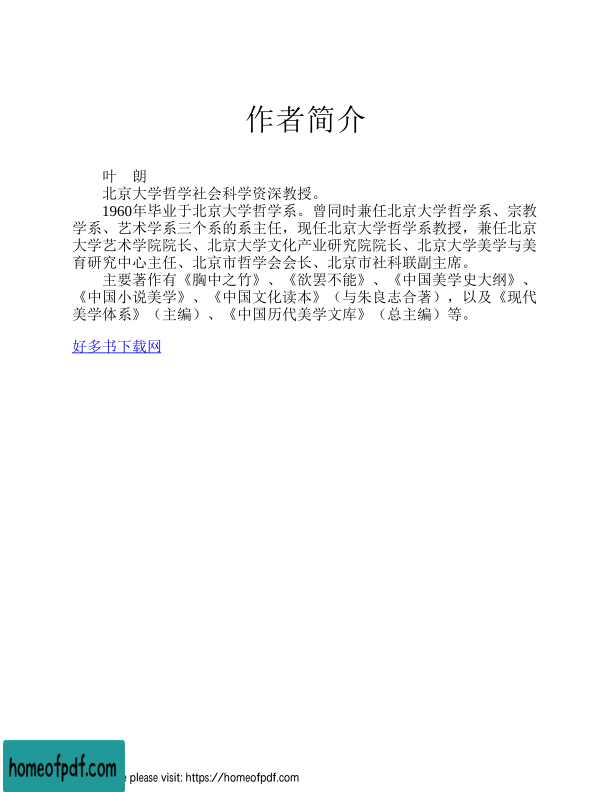 作者简介
叶　朗
北京大学哲学社会科学资深教授。
1960年毕业于北京大学哲学系。曾同时兼任北京大学哲学系、宗教
学系、艺术学系三个系的系主任，现任北京大学哲学系教授，兼任北京
大学艺术学院院长、北京大学文化产业研究院院长、北京大学美学与美
育研究中心主任、北京市哲学会会长、北京市社科联副主席。
主要著作有《胸中之竹》、《欲罢不能》、《中国美学史大纲》、
《中国小说美学》、《中国文化读本》（与朱良志合著），以及《现代
美学体系》（主编）、《中国历代美学文库》（总主编）等。
好多书下载网
homeofpdf.com
e please visit: https://homeofpdf.com